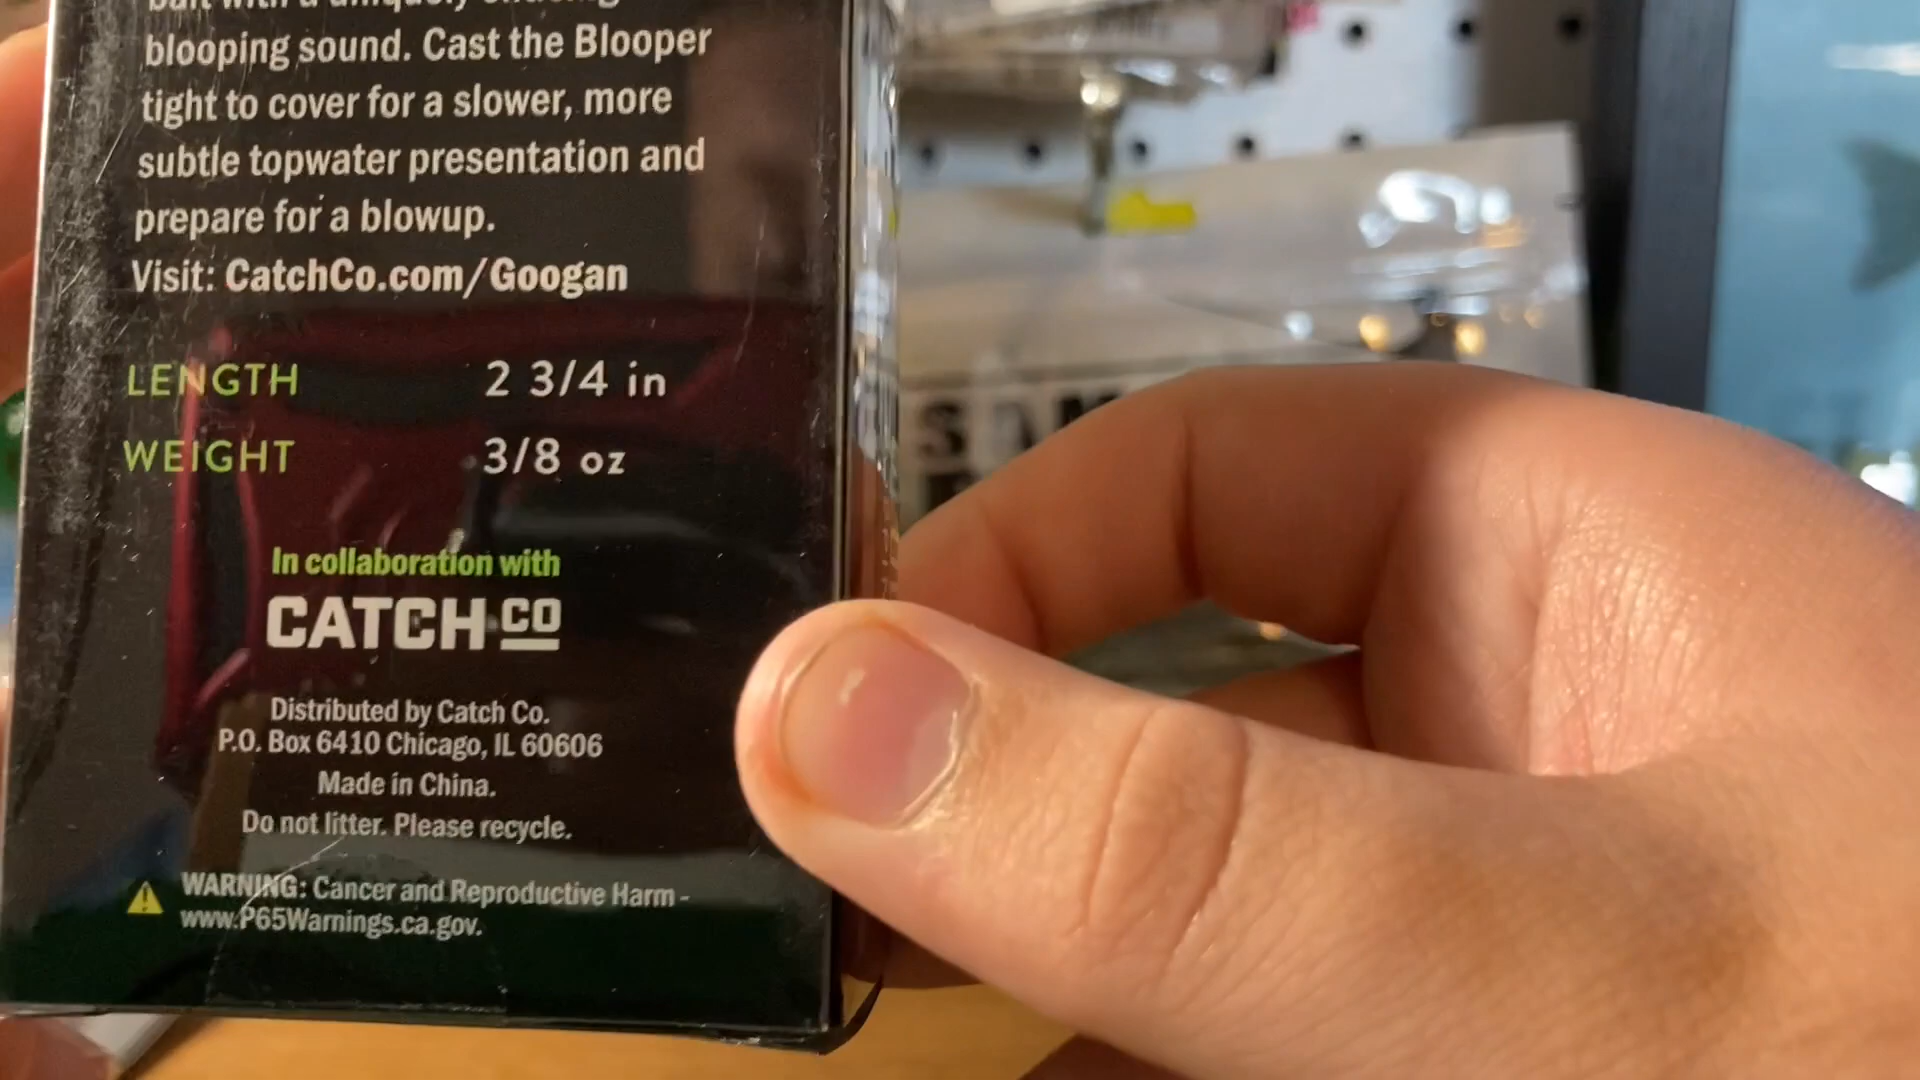 bait with a uniquely
blooping sound. Cast the Blooper
tight to cover for a slower, more
subtle topwater presentation and
prepare for a blowup.
Visit: CatchCo.com/Googan
LENGTH 2 3/4 in
WEIGHT 3/8 oz
In collaboration with
CATCH CO
Distributed by Catch Co.
P.O. Box 6410 Chicago, IL 60606
Made in China.
Do not litter. Please recycle.
WARNING: Cancer and Reproductive Harm -
www.P65Warnings.ca.gov.